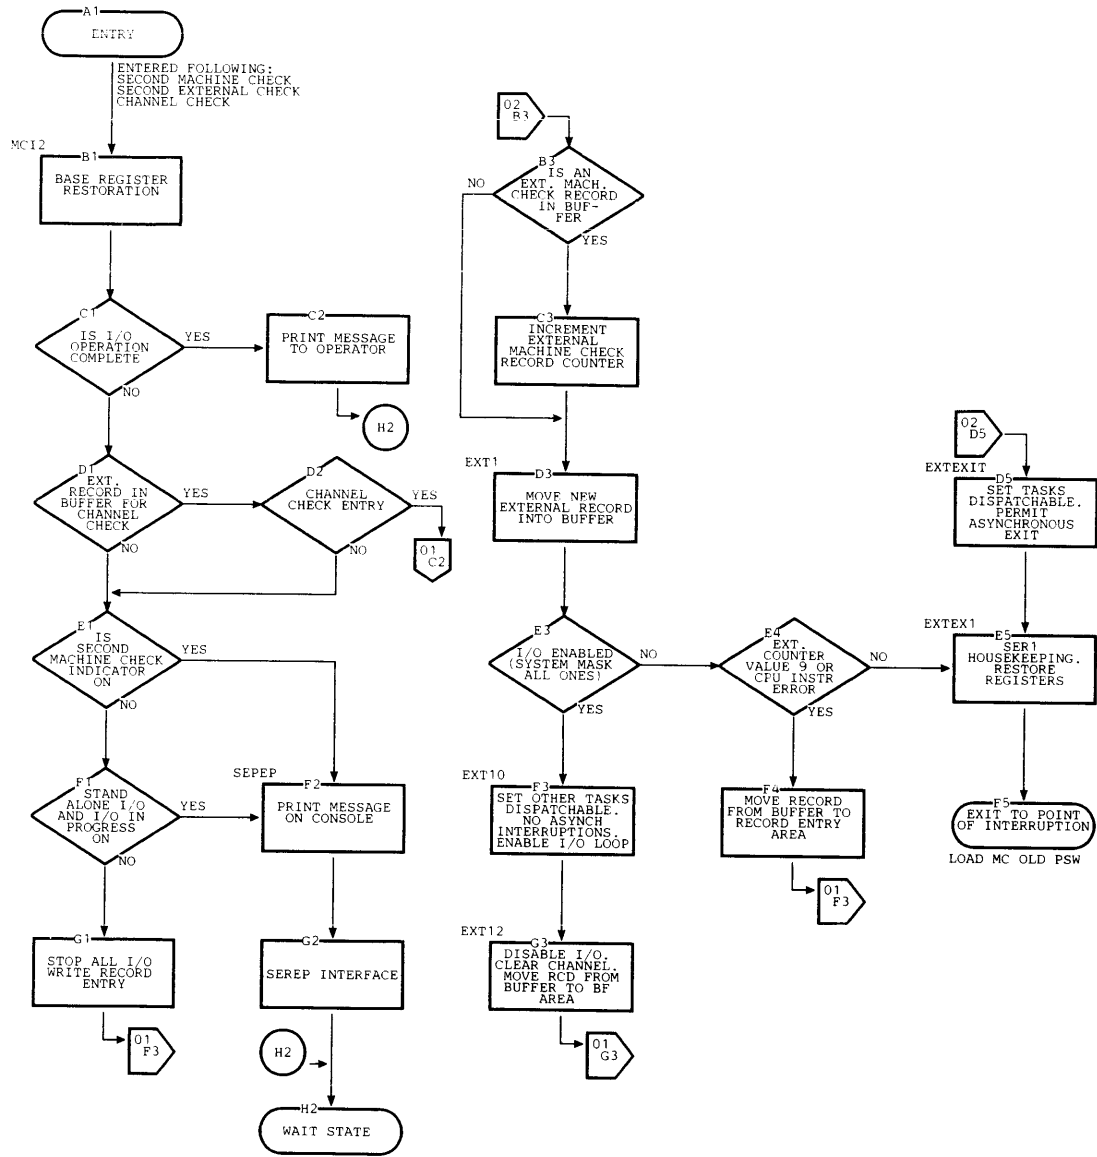 A1
ENTRY
ENTERED FOLLOWING:
SECOND MACHINE CHECK
SECOND EXTERNAL CHECK
CHANNEL CHECK
MCI2
B1
BASE REGISTER
RESTORATION
C1
IS I/O
OPERATION
COMPLETE
YES
NO
C2
PRINT MESSAGE
TO OPERATOR
H2
D1
EXT.
RECORD IN
BUFFER FOR
CHANNEL
CHECK
YES
NO
D2
CHANNEL
CHECK ENTRY
YES
NO
01
C2
E1
IS
SECOND
MACHINE CHECK
INDICATOR
ON
YES
NO
F1
STAND
ALONE I/O
AND I/O IN
PROGRESS
ON
YES
NO
SEPEP
F2
PRINT MESSAGE
ON CONSOLE
G1
STOP ALL I/O
WRITE RECORD
ENTRY
01
F3
G2
SEREP INTERFACE
H2
H2
WAIT STATE
02
B3
B3
IS AN
EXT. MACH.
CHECK RECORD
IN BUF-
FER
NO
YES
C3
INCREMENT
EXTERNAL
MACHINE CHECK
RECORD COUNTER
EXT1
D3
MOVE NEW
EXTERNAL RECORD
INTO BUFFER
E3
I/O ENABLED
(SYSTEM MASK
ALL ONES)
NO
YES
E4
EXT.
COUNTER
VALUE 9 OR
CPU INSTR
ERROR
NO
YES
EXT10
F3
SET OTHER TASKS
DISPATCHABLE.
NO ASYNCH
INTERRUPTIONS.
ENABLE I/O LOOP
F4
MOVE RECORD
FROM BUFFER TO
RECORD ENTRY
AREA
01
F3
EXT12
G3
DISABLE I/O.
CLEAR CHANNEL.
MOVE RCD FROM
BUFFER TO BF
AREA
01
G3
02
D5
EXTEXIT
D5
SET TASKS
DISPATCHABLE.
PERMIT
ASYNCHRONOUS
EXIT
EXTEX1
E5
SER1
HOUSEKEEPING.
RESTORE
REGISTERS
F5
EXIT TO POINT
OF INTERRUPTION
LOAD MC OLD PSW